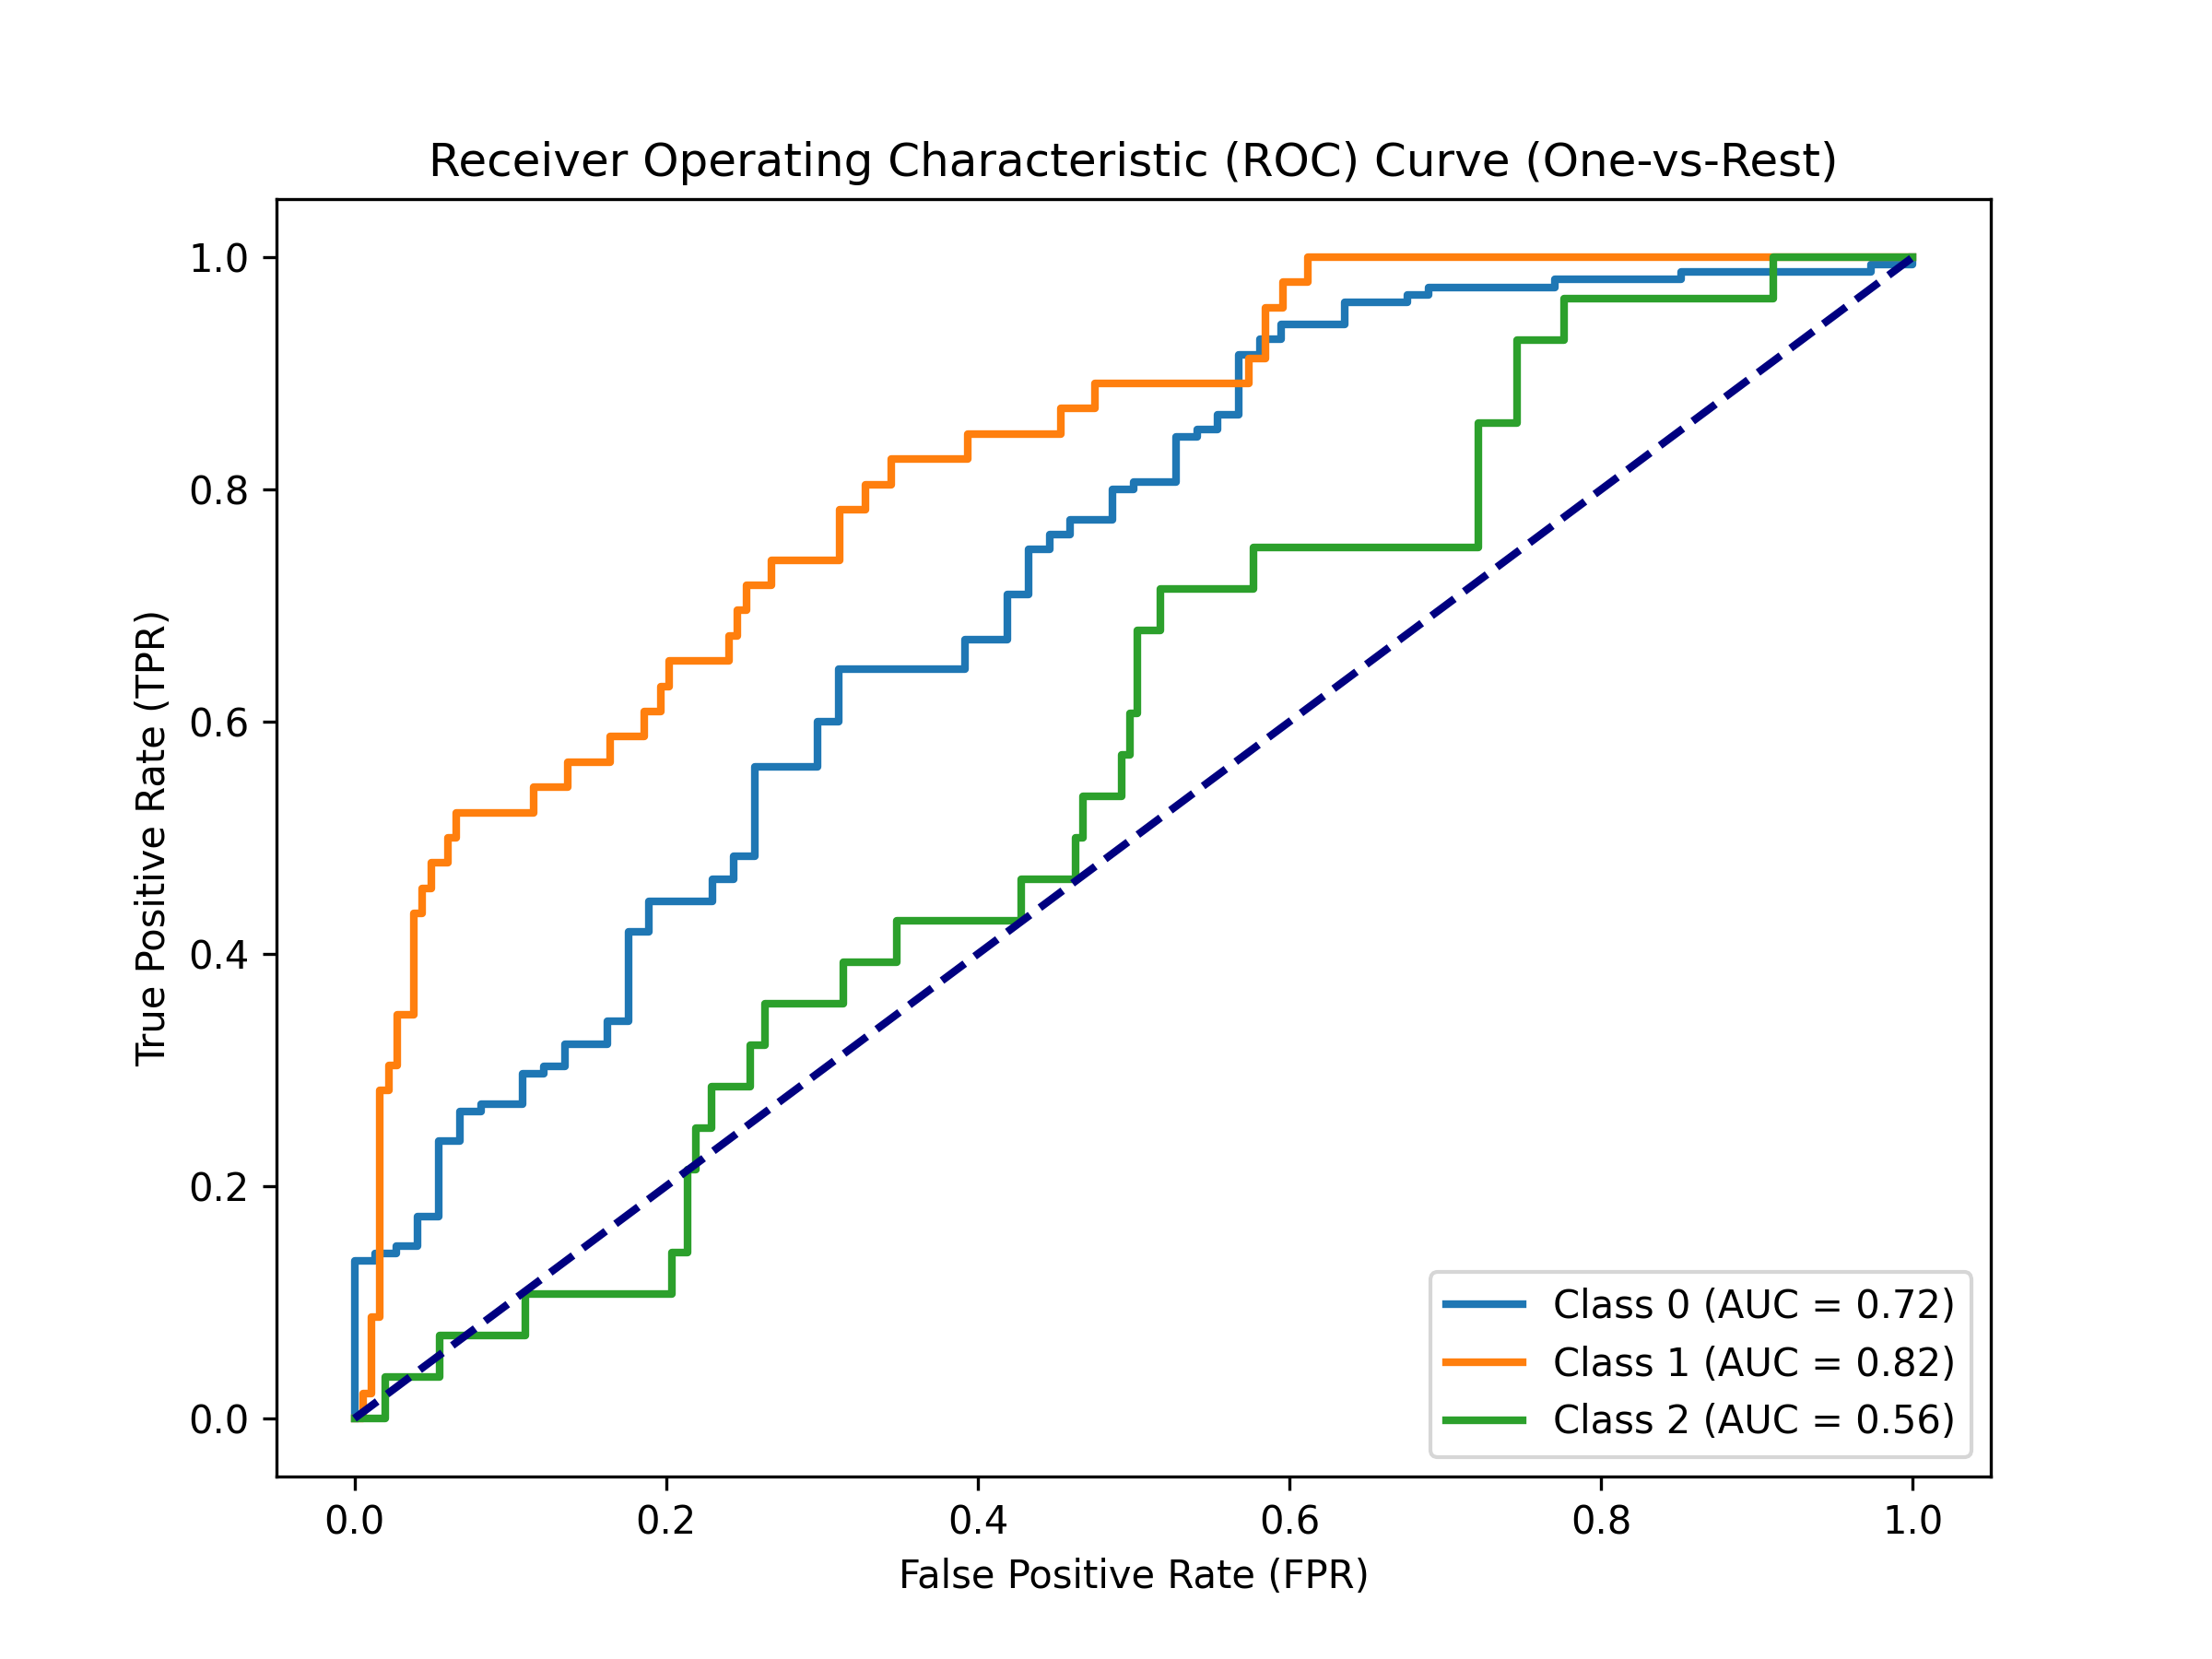 Receiver Operating Characteristic (ROC) Curve (One-vs-Rest)
1.0
0.8
0.6
0.4
0.2
0.0
True Positive Rate (TPR)
Class 0 (AUC = 0.72)
Class 1 (AUC = 0.82)
Class 2 (AUC = 0.56)
0.0 0.2 0.4 0.6 0.8 1.0
False Positive Rate (FPR)